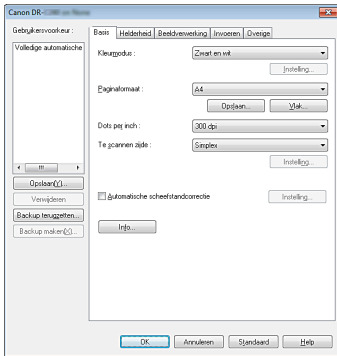 Canon DR-
Gebruikersvoorkeur :
Volledige automatische
Opslaan(Y)...
Verwijderen
Backup terugzetten...
Backup maken(X)...
Basis Helderheid Beeldverwerking Invoeren Overige
Kleurmodus : Zwart en wit
Instelling...
Paginaformaat : A4
Opslaan... Vlak...
Dots per inch : 300 dpi
Te scannen zijde : Simplex
Instelling...
Automatische scheefstandcorrectie Instelling...
Info...
OK Annuleren Standaard Help